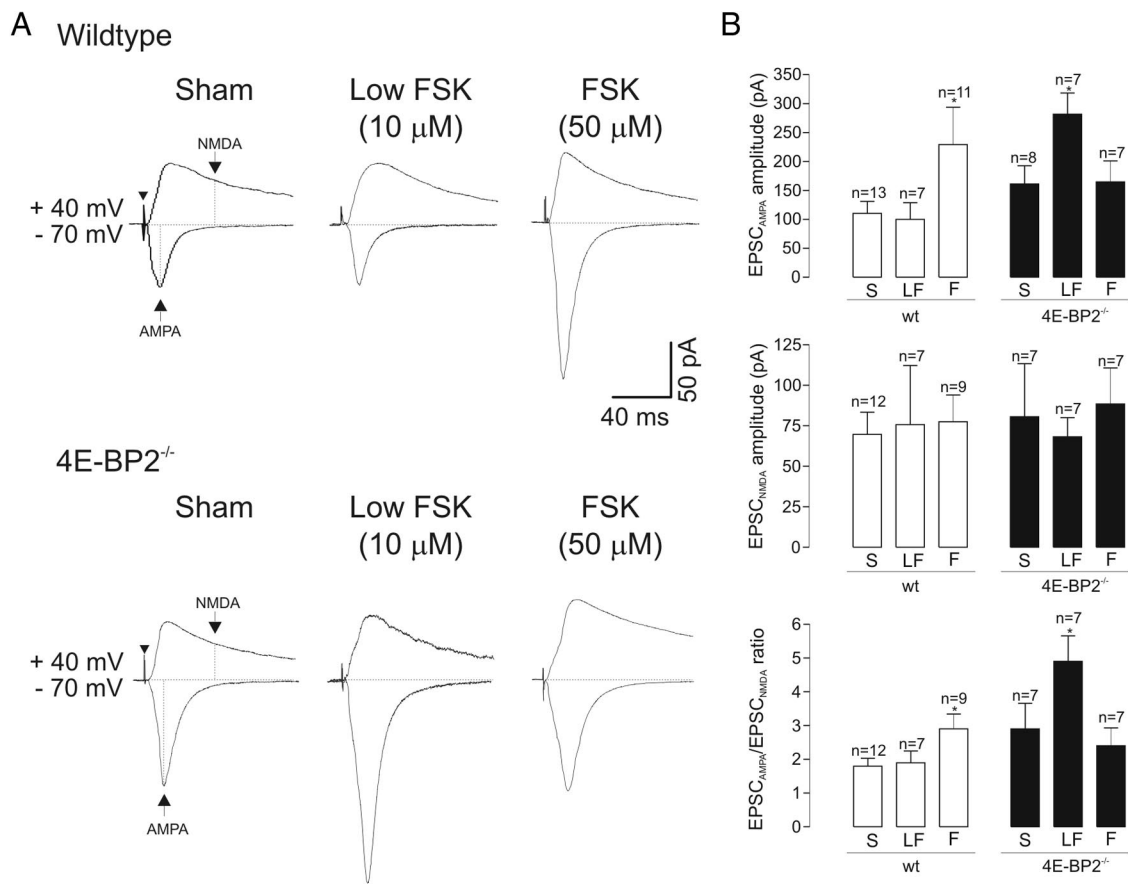 A
Wildtype
Sham
Low FSK
(10 μM)
FSK
(50 μM)
NMDA
+ 40 mV
- 70 mV
AMPA
50 pA
40 ms
4E-BP2-/-
Sham
Low FSK
(10 μM)
FSK
(50 μM)
NMDA
+ 40 mV
- 70 mV
AMPA
B
EPSCAMPA amplitude (pA)
350
300
250
200
150
100
50
0
n=13
n=7
n=11
*
n=8
n=7
*
n=7
S LF F S LF F
wt 4E-BP2-/-
EPSCNMDA amplitude (pA)
125
100
75
50
25
0
n=12
n=7
n=9
n=7
n=7
n=7
S LF F S LF F
wt 4E-BP2-/-
EPSCAMPA/EPSCNMDA ratio
6
5
4
3
2
1
0
n=12
n=7
n=9
*
n=7
n=7
*
n=7
S LF F S LF F
wt 4E-BP2-/-